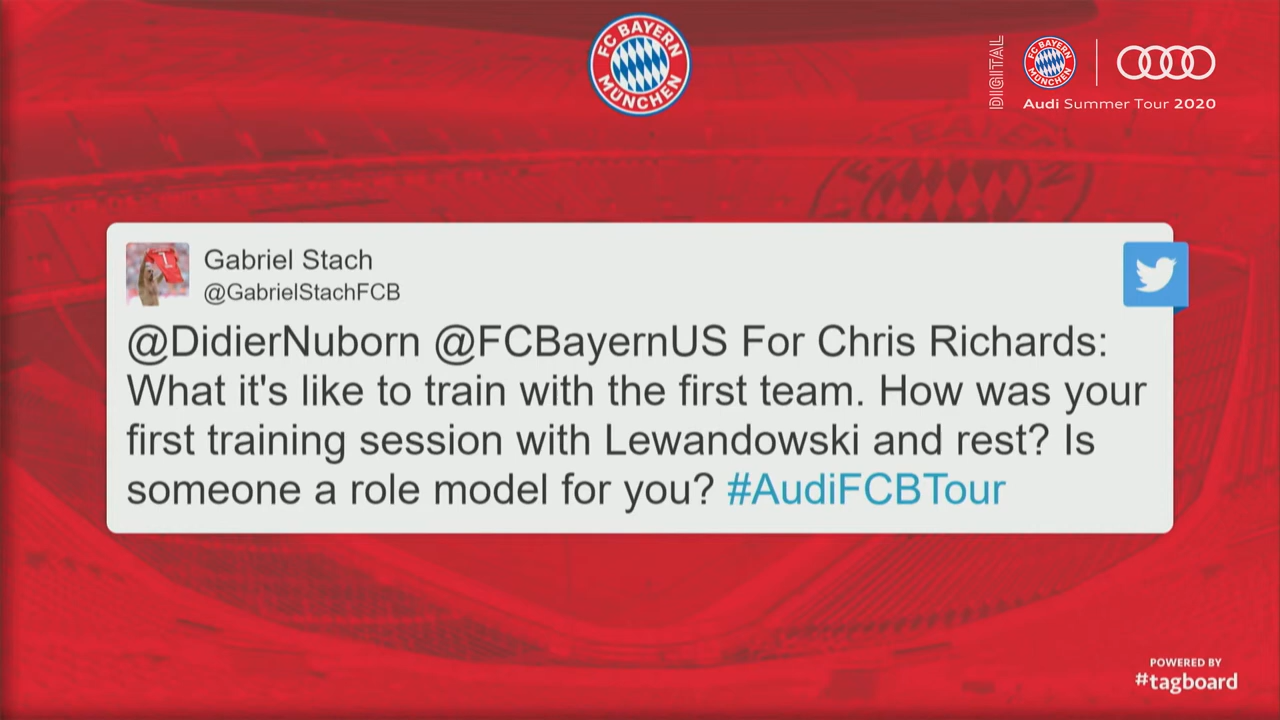 FC BAYERN
MÜNCHEN
DIGITAL
FC BAYERN
MÜNCHEN
Audi Summer Tour 2020
Gabriel Stach
@GabrielStachFCB
@DidierNuborn @FCBayernUS For Chris Richards:
What it's like to train with the first team. How was your
first training session with Lewandowski and rest? Is
someone a role model for you? #AudiFCBTour
POWERED BY
#tagboard